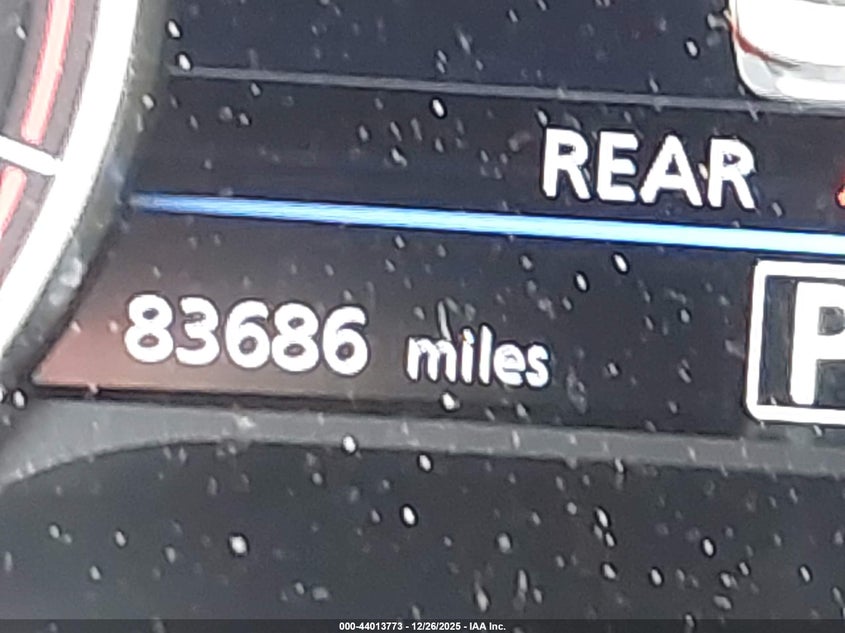 REAR
83686 miles
P
000-44013773 - 12/26/2025 - IAA Inc.